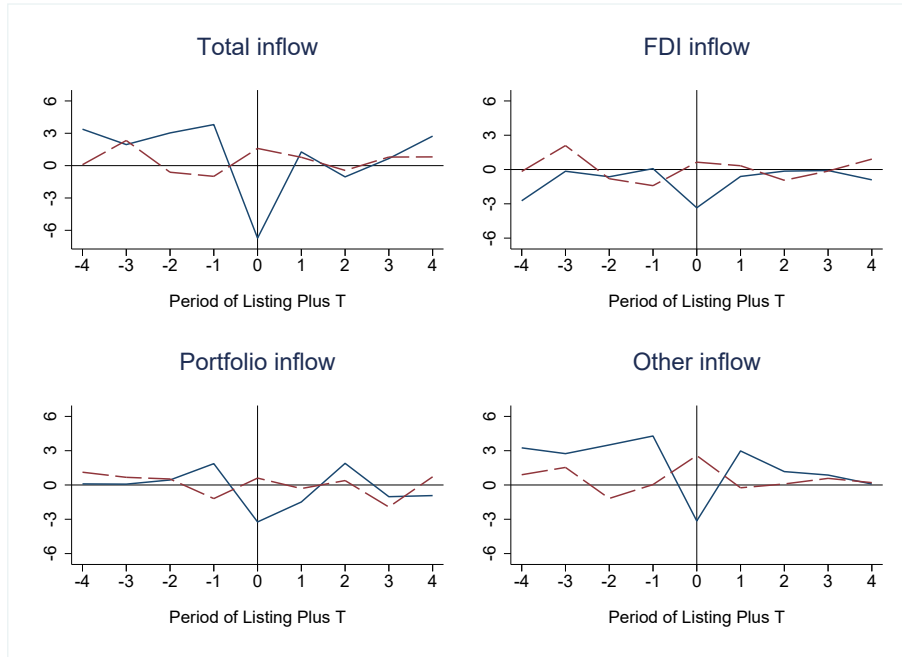 Total inflow
6
3
0
-3
-6
-4 -3 -2 -1 0 1 2 3 4
Period of Listing Plus T
FDI inflow
6
3
0
-3
-6
-4 -3 -2 -1 0 1 2 3 4
Period of Listing Plus T
Portfolio inflow
6
3
0
-3
-6
-4 -3 -2 -1 0 1 2 3 4
Period of Listing Plus T
Other inflow
6
3
0
-3
-6
-4 -3 -2 -1 0 1 2 3 4
Period of Listing Plus T